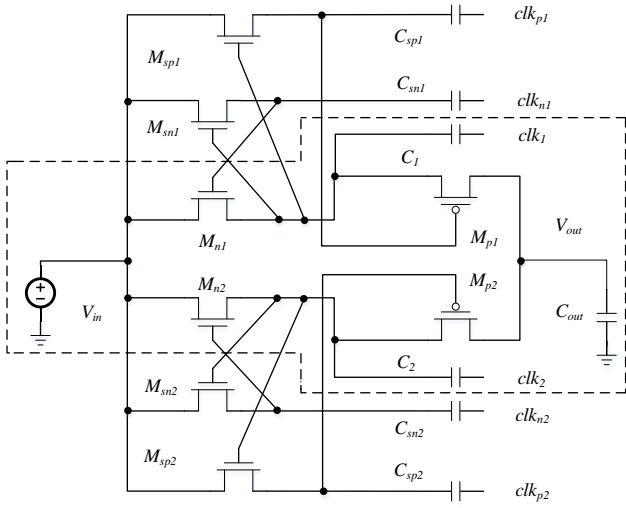 C_sp1 clk_p1
M_sp1
C_sn1 clk_n1
M_sn1
clk_1
C_1
M_n1 M_p1 V_out
M_n2 M_p2
V_in C_out
C_2 clk_2
M_sn2
C_sn2 clk_n2
M_sp2
C_sp2 clk_p2